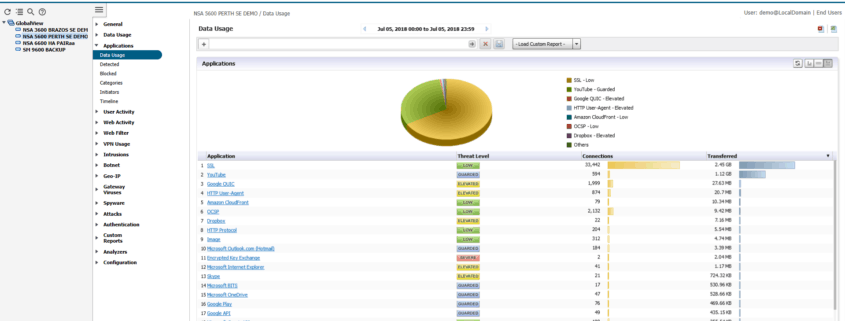 NSA 5600 PERTH SE DEMO / Data Usage
User: demo@LocalDomain | End Users
GlobalView
NSA 3600 BRAZOS SE DEM
NSA 5600 PERTH SE DEMO
NSA 6600 HA PAIRao
SM 9600 BACKUP
General
Data Usage
Applications
Data Usage
Detected
Blocked
Categories
Initiators
Timeline
User Activity
Web Activity
Web Filter
VPN Usage
Intrusions
Botnet
Geo-IP
Gateway
Viruses
Spyware
Attacks
Authentication
Custom
Reports
Analyzers
Configuration
Data Usage
Jul 05, 2018 00:00 to Jul 05, 2018 23:59
- Load Custom Report -
Applications
SSL - Low
YouTube - Guarded
Google QUIC - Elevated
HTTP User-Agent - Elevated
Amazon CloudFront - Low
OCSP - Low
Dropbox - Elevated
Others
Application Threat Level Connections Transferred
1 SSL LOW 33,442 2.45 GB
2 YouTube GUARDED 594 1.12 GB
3 Google QUIC ELEVATED 1,999 27.63 MB
4 HTTP User-Agent ELEVATED 874 20.7 MB
5 Amazon CloudFront LOW 79 10.34 MB
6 OCSP LOW 2,132 9.42 MB
7 Dropbox ELEVATED 22 7.16 MB
8 HTTP Protocol LOW 204 5.54 MB
9 Image LOW 312 4.74 MB
10 Microsoft Outlook.com (Hotmail) GUARDED 184 3.39 MB
11 Encrypted Key Exchange SEVERE 2 2.04 MB
12 Microsoft Internet Explorer ELEVATED 41 1.17 MB
13 Skype ELEVATED 21 724.32 KB
14 Microsoft BITS GUARDED 17 530.96 KB
15 Microsoft OneDrive GUARDED 47 528.66 KB
16 Google Play GUARDED 76 469.68 KB
17 Google API GUARDED 49 435.15 KB